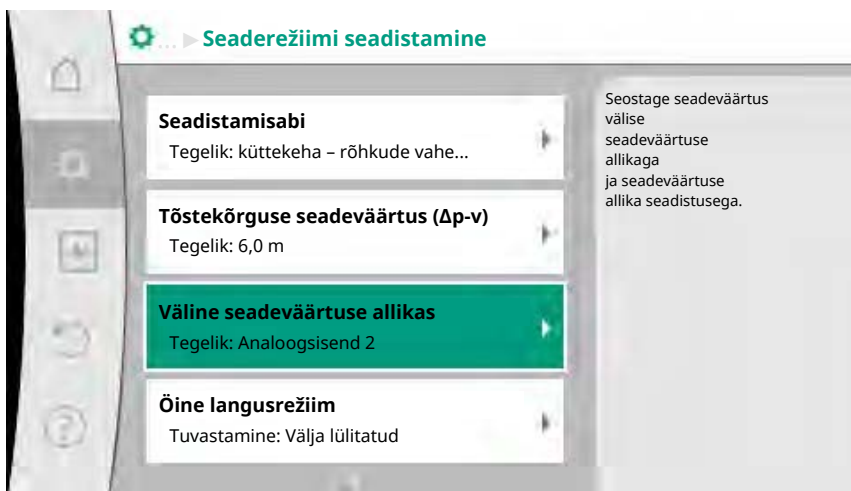 ... Seaderežiimi seadistamine
Seadistamisabi
Tegelik: küttekeha – rõhkude vahe...
Tõstekõrguse seadeväärtus (Δp-v)
Tegelik: 6,0 m
Väline seadeväärtuse allikas
Tegelik: Analoogsisend 2
Öine langusrežiim
Tuvastamine: Välja lülitatud
Seostage seadeväärtus
välise
seadeväärtuse
allikaga
ja seadeväärtuse
allika seadistusega.